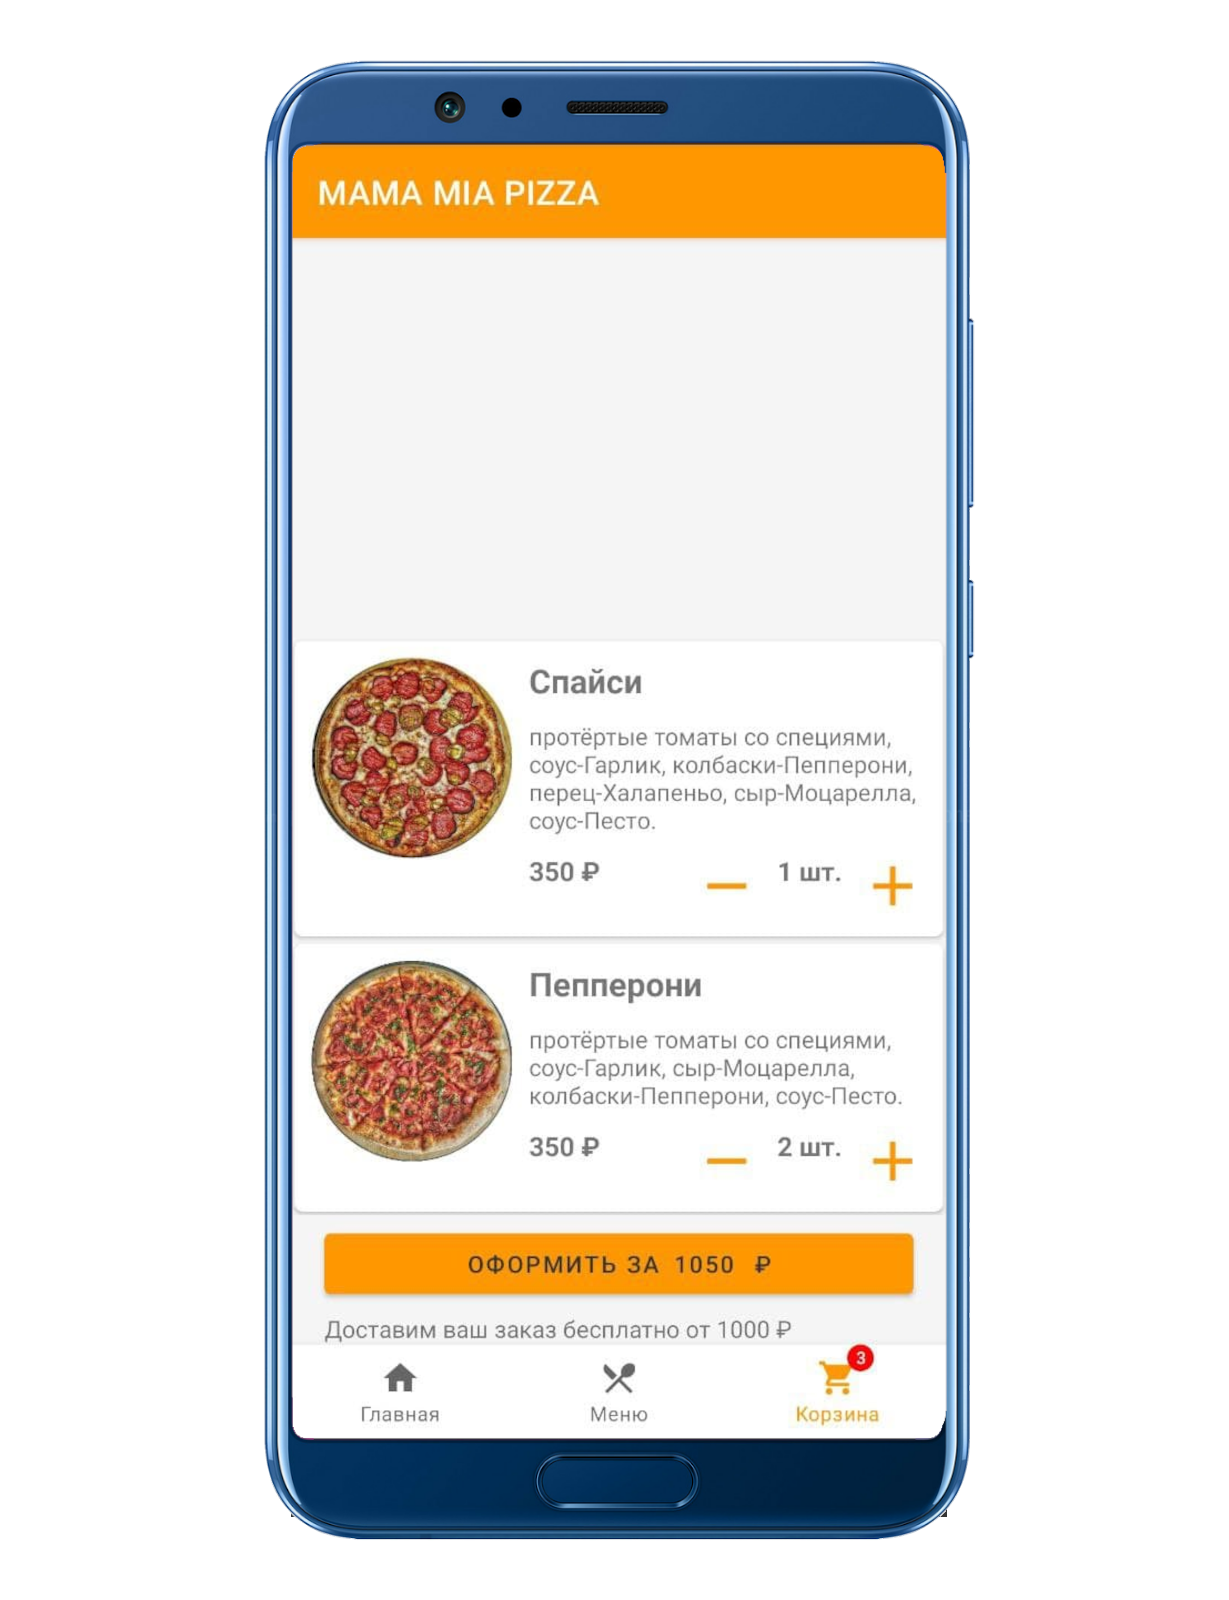 MAMA MIA PIZZA
Спайси
протёртые томаты со специями,
соус-Гарлик, колбаски-Пепперони,
перец-Халапеньо, сыр-Моцарелла,
соус-Песто.
350 ₽ 1 шт.
Пепперони
протёртые томаты со специями,
соус-Гарлик, сыр-Моцарелла,
колбаски-Пепперони, соус-Песто.
350 ₽ 2 шт.
ОФОРМИТЬ ЗА 1050 ₽
Доставим ваш заказ бесплатно от 1000 ₽
3
Главная Меню Корзина